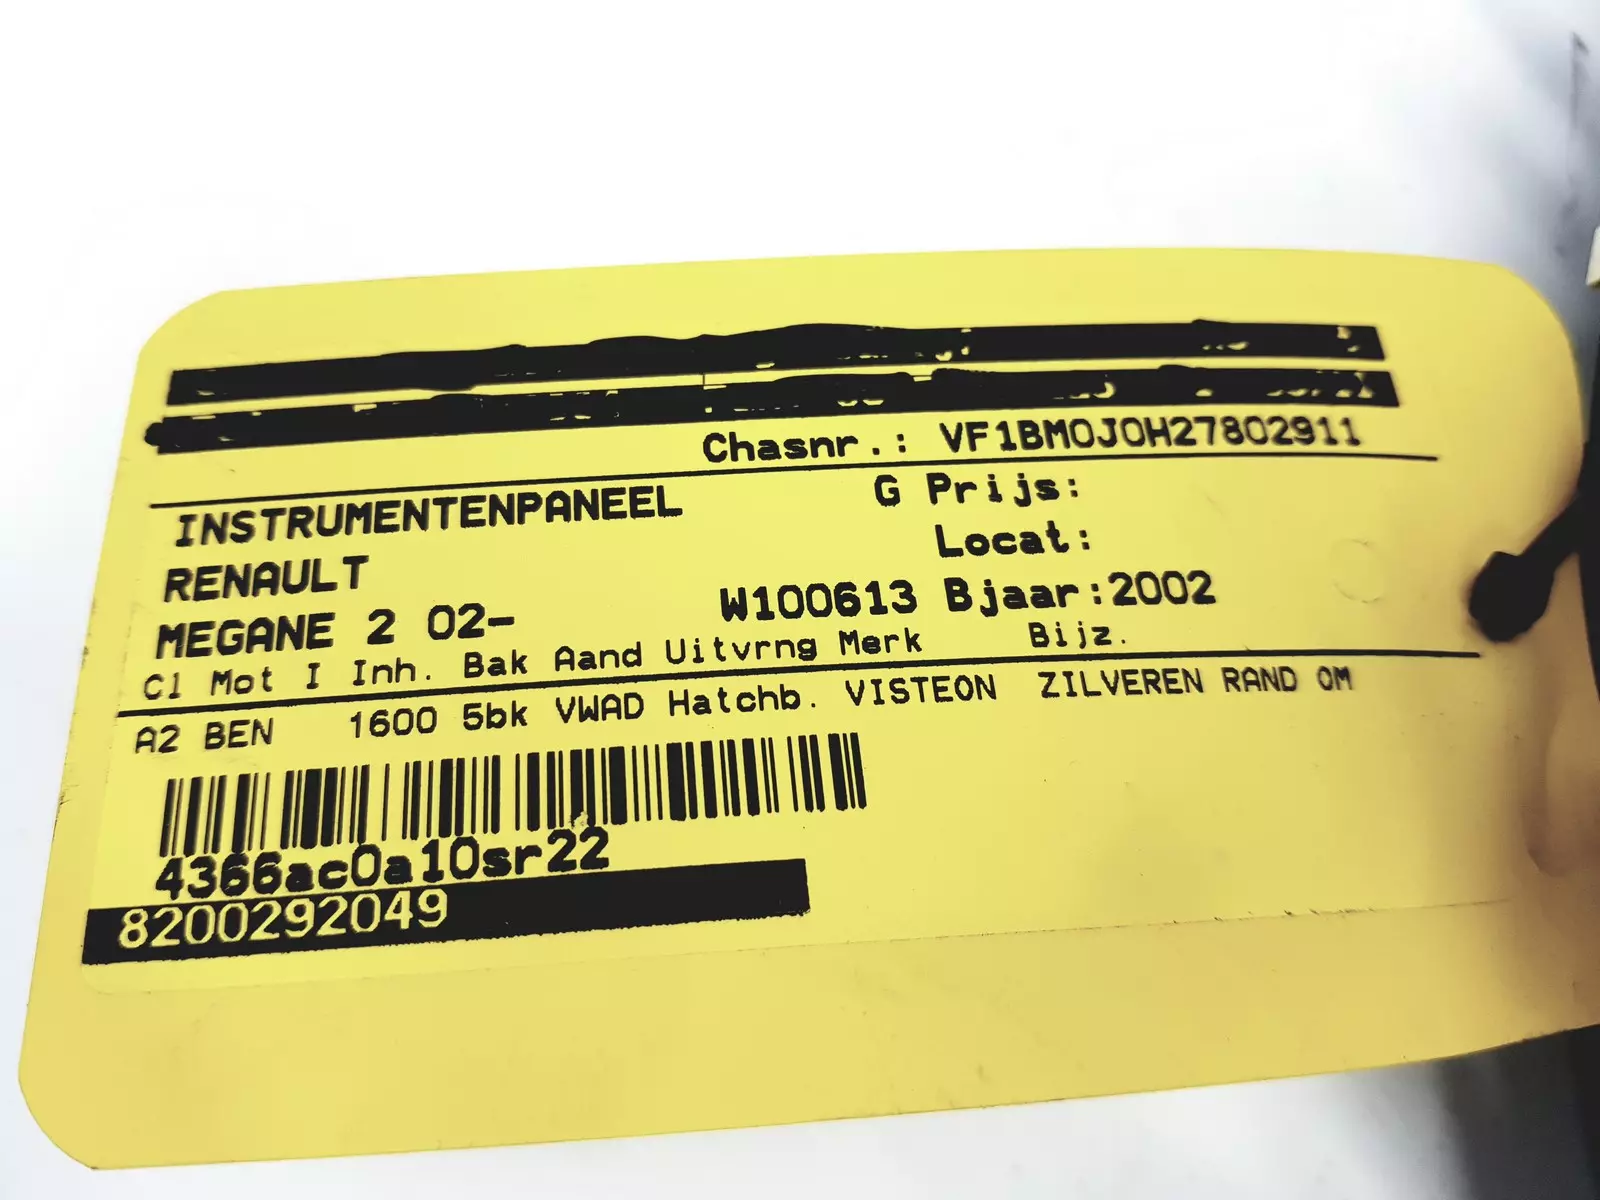 Chasnr.: VF1BM0J0H27802911
INSTRUMENTENPANEEL G Prijs:
RENAULT Locat:
MEGANE 2 02- W100613 Bjaar:2002
Cl Mot I Inh. Bak Aand Uitvrng Merk Bijz.
A2 BEN 1600 5bk VWAD Hatchb. VISTEON ZILVEREN RAND OM
4366ac0a10sr22
8200292049